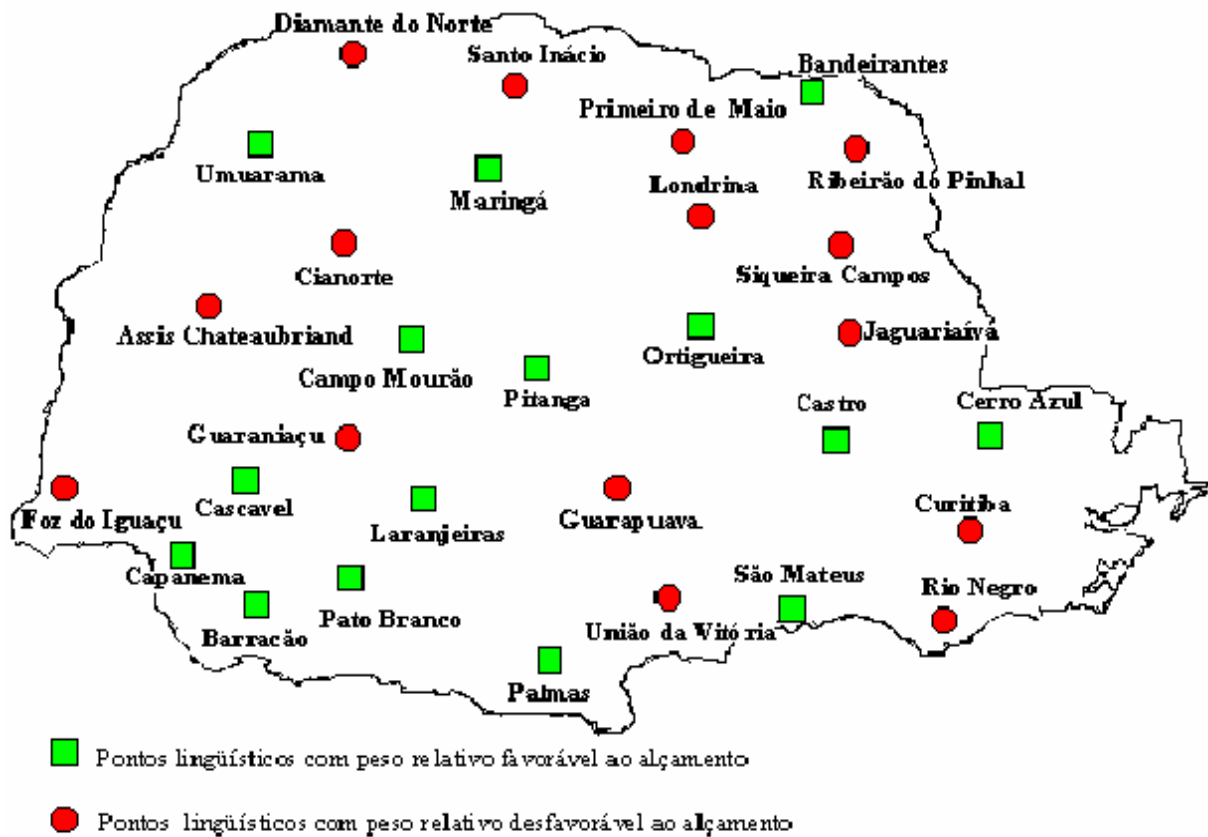 Diamante do Norte
Santo Inácio
Bandeirantes
Primeiro de Maio
Umuarama
Maringá
Londrina
Ribeirão do Pinhal
Cianorte
Siqueira Campos
Assis Chateaubriand
Campo Mourão
Pitanga
Ortigueira
Jaguariaíva
Guaraniaçu
Castro
Cerro Azul
Foz do Iguaçu
Cascavel
Laranjeiras
Guarapuava
Curitiba
Capanema
Pato Branco
São Mateus
Rio Negro
Barracão
União da Vitória
Palmas
Pontos lingüísticos com peso relativo favorável ao alçamento
Pontos lingüísticos com peso relativo desfavorável ao alçamento